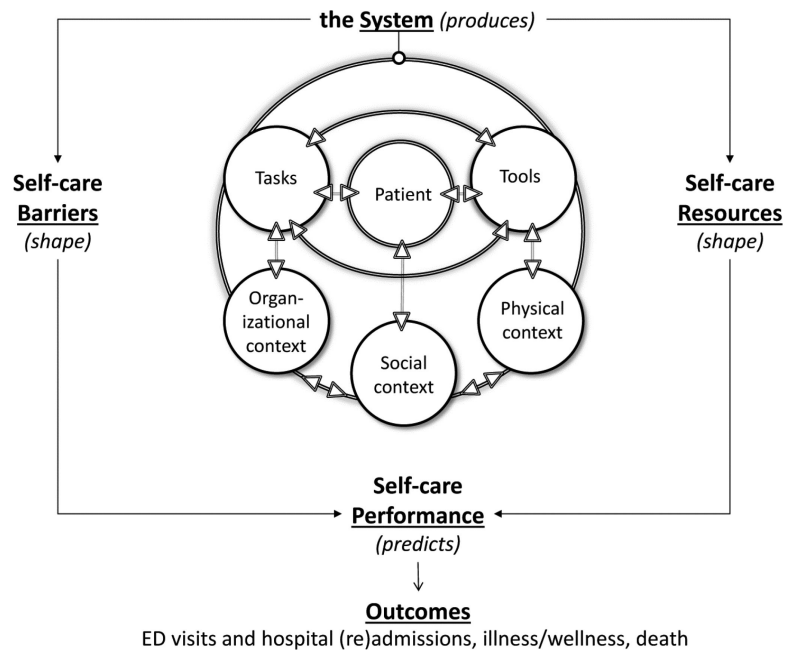 the System (produces)
Tasks
Patient
Tools
Self-care
Barriers
(shape)
Self-care
Resources
(shape)
Organ-
izational
context
Social
context
Physical
context
Self-care
Performance
(predicts)
Outcomes
ED visits and hospital (re)admissions, illness/wellness, death